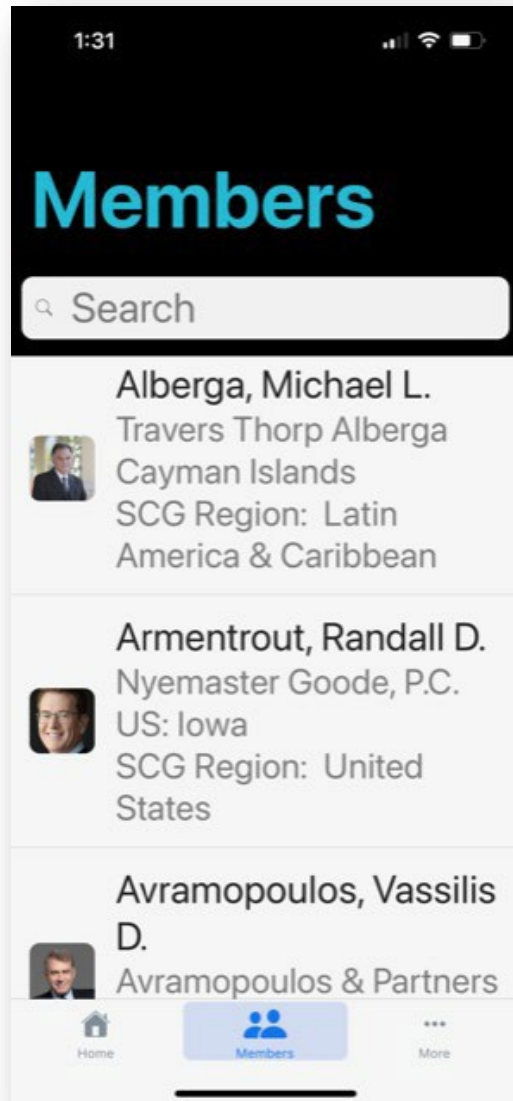 1:31
Members
Search
Alberga, Michael L.
Travers Thorp Alberga
Cayman Islands
SCG Region:  Latin
America & Caribbean
Armentrout, Randall D.
Nyemaster Goode, P.C.
US: Iowa
SCG Region:  United
States
Avramopoulos, Vassilis
D.
Avramopoulos & Partners
Home
Members
More